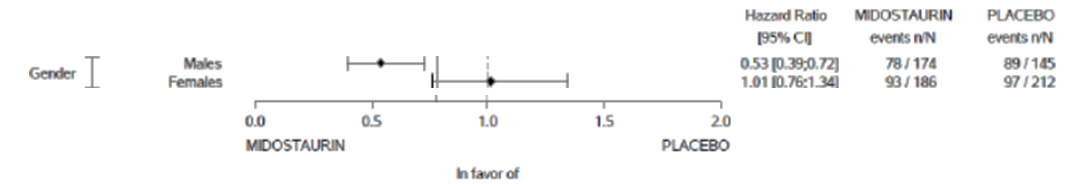 Hazard Ratio MIDOSTAURIN PLACEBO
[95% CI] events n/N events n/N
Gender
Males 0.53 [0.39;0.72] 78 / 174 89 / 145
Females 1.01 [0.76;1.34] 93 / 186 97 / 212
0.0 0.5 1.0 1.5 2.0
MIDOSTAURIN PLACEBO
In favor of